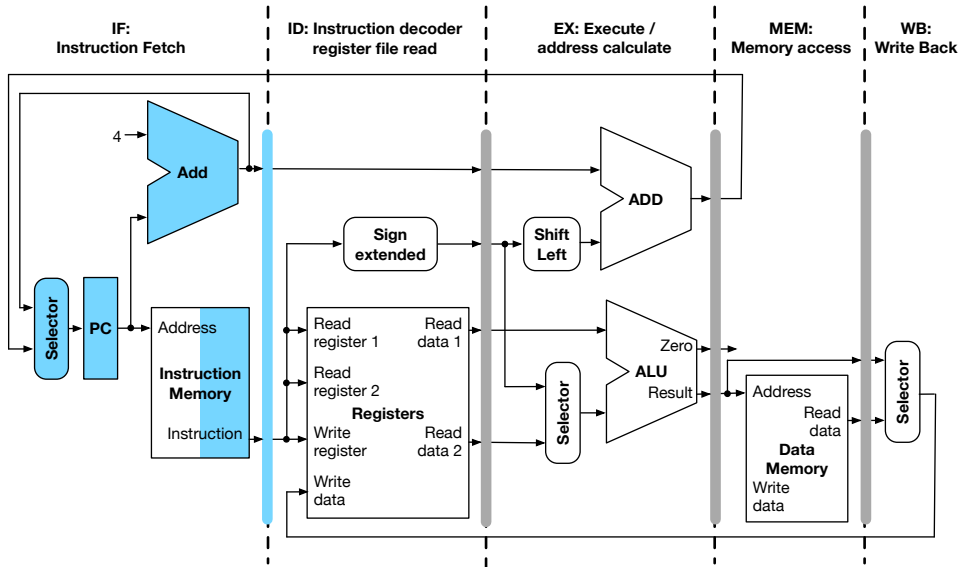 IF:
Instruction Fetch
ID: Instruction decoder
register file read
EX: Execute /
address calculate
MEM:
Memory access
WB:
Write Back
4
Add
ADD
Sign
extended
Shift
Left
Selector
PC
Address
Instruction
Memory
Instruction
Read
register 1
Read
data 1
Read
register 2
Registers
Write
register
Read
data 2
Write
data
Selector
Zero
ALU
Result
Address
Read
data
Data
Memory
Write
data
Selector